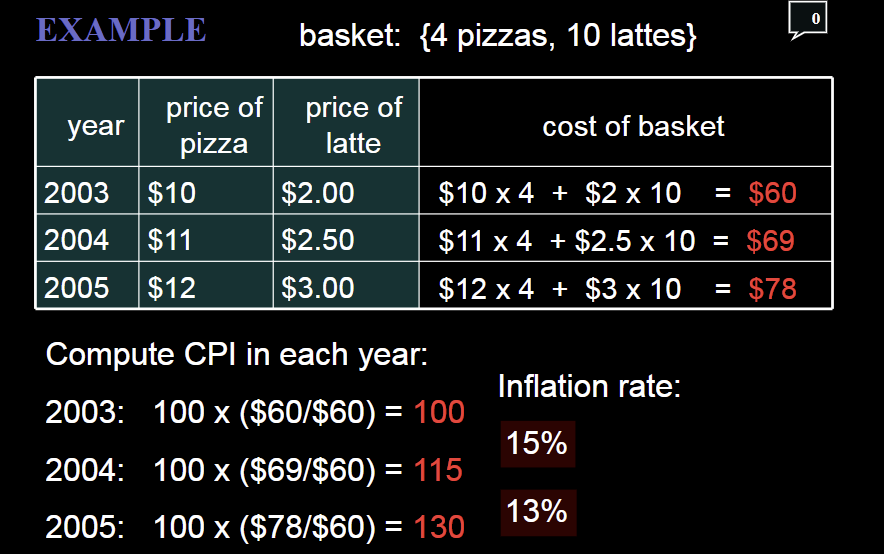 EXAMPLE
basket: {4 pizzas, 10 lattes}
0
year
price of pizza
price of latte
cost of basket
2003 $10 $2.00 $10 x 4 + $2 x 10 = $60
2004 $11 $2.50 $11 x 4 + $2.5 x 10 = $69
2005 $12 $3.00 $12 x 4 + $3 x 10 = $78
Compute CPI in each year:
Inflation rate:
2003: 100 x ($60/$60) = 100
15%
2004: 100 x ($69/$60) = 115
13%
2005: 100 x ($78/$60) = 130